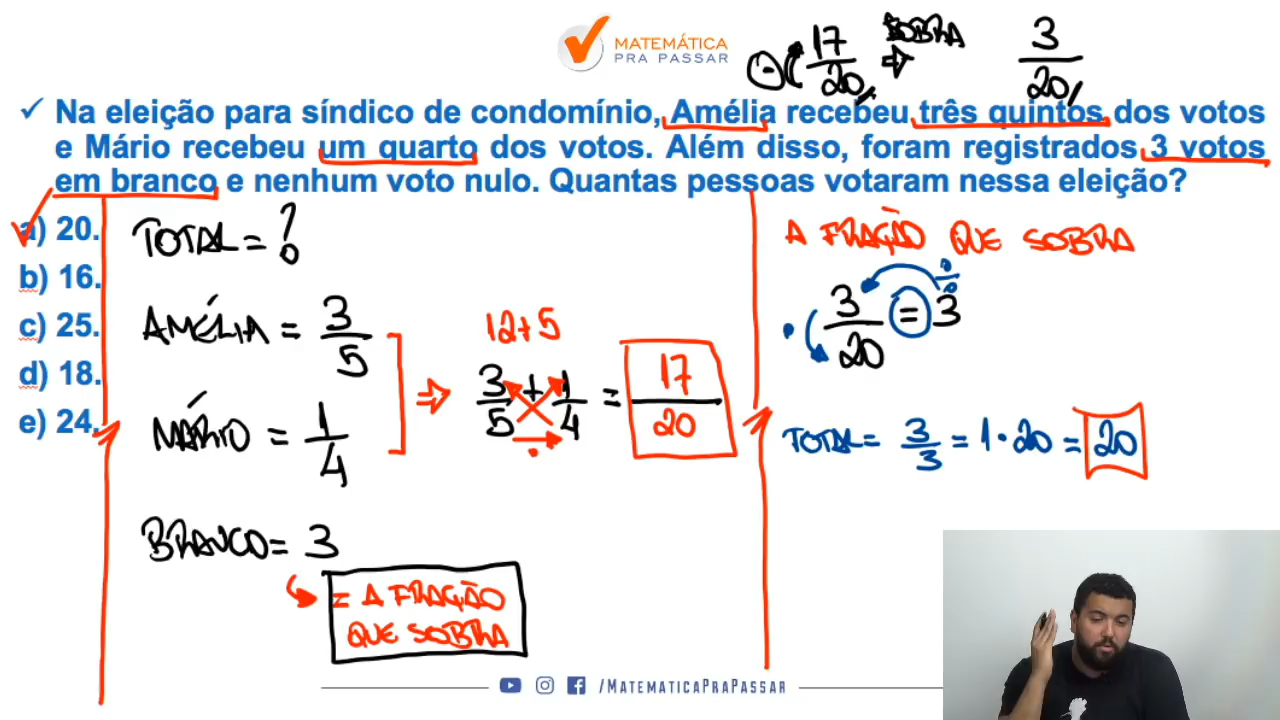 MATEMÁTICA
PRA PASSAR
17/20 ⇒ SOBRA 3/20
✓ Na eleição para síndico de condomínio, Amélia recebeu três quintos dos votos
e Mário recebeu um quarto dos votos. Além disso, foram registrados 3 votos
em branco e nenhum voto nulo. Quantas pessoas votaram nessa eleição?
a) 20.
b) 16.
c) 25.
d) 18.
e) 24.
TOTAL = ?
AMÉLIA = 3/5
MÁRIO = 1/4
BRANCO = 3
= A FRAÇÃO
QUE SOBRA
12+5
3/5 + 1/4 = 17/20
A FRAÇÃO QUE SOBRA
3/20 = 3
TOTAL = 3/3 = 1·20 = 20
/MATEMATICAPRAPASSAR